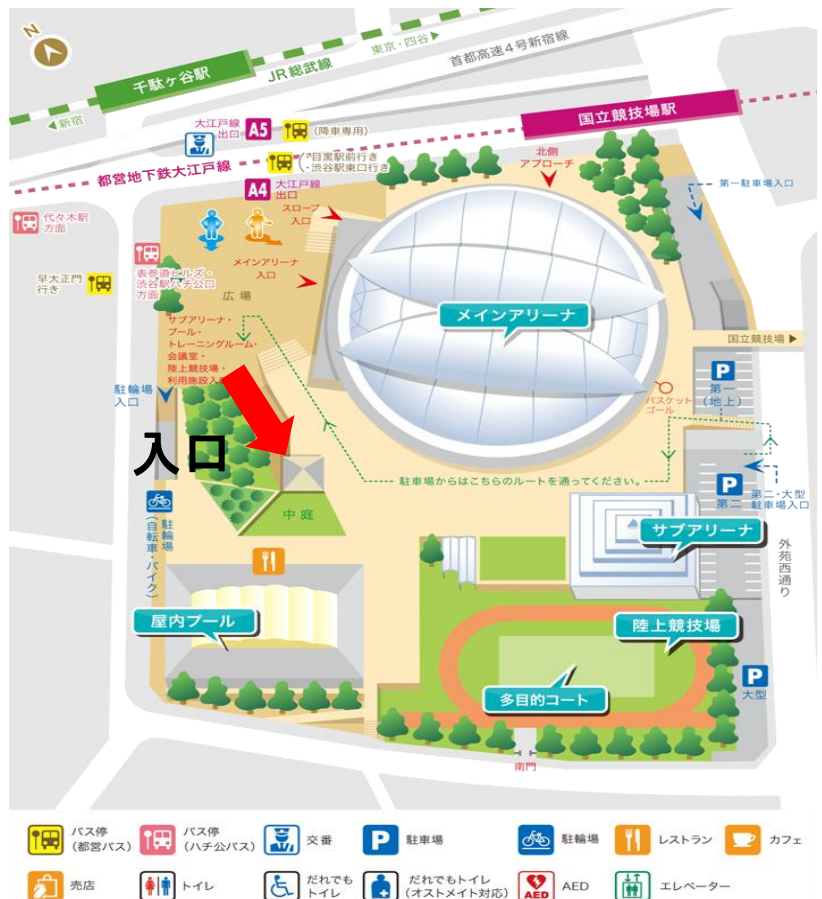 N
千駄ヶ谷駅
JR総武線
東京・四谷▶
首都高速4号新宿線
◀新宿
大江戸線
出口
A5
(降車専用)
国立競技場駅
・目黒駅前行き
・渋谷駅東口行き
都営地下鉄大江戸線
北側
アプローチ
第一駐車場入口
A4
大江戸線
出口
スロープ
入口
代々木駅
方面
表参道ヒルズ・
渋谷駅ハチ公口
方面
早大正門
行き
メインアリーナ
入口
広場
メインアリーナ
サブアリーナ・
プール・
トレーニングルーム・
会議室・
陸上競技場・
利用施設入
国立競技場▶
P
第一
(地上)
バスケット
ゴール
駐輪場
入口
入口
駐車場からはこちらのルートを通ってください。
P
第二
第二・大型
駐車場入口
中庭
駐輪場
(自転車・バイク)
サブアリーナ
外苑西通り
屋内プール
陸上競技場
P
大型
多目的コート
南門
バス停
(都営バス)
バス停
(ハチ公バス)
交番
P
駐車場
駐輪場
レストラン
カフェ
売店
トイレ
だれでも
トイレ
だれでもトイレ
(オストメイト対応)
AED
AED
エレベーター